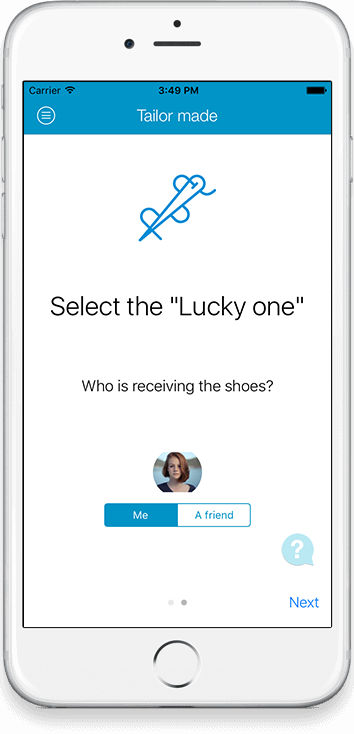 Carrier 3:49 PM
Tailor made
Select the "Lucky one"
Who is receiving the shoes?
Me A friend
?
Next